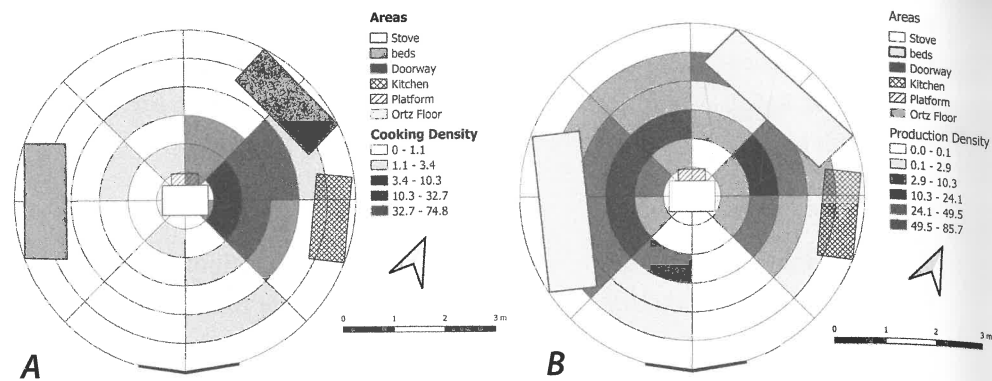 Areas
Stove
beds
Doorway
Kitchen
Platform
Ortz Floor
Cooking Density
0 - 1.1
1.1 - 3.4
3.4 - 10.3
10.3 - 32.7
32.7 - 74.8
0 1 2 3 m
A
Areas
Stove
beds
Doorway
Kitchen
Platform
Ortz Floor
Production Density
0.0 - 0.1
0.1 - 2.9
2.9 - 10.3
10.3 - 24.1
24.1 - 49.5
49.5 - 85.7
0 1 2 3 m
B